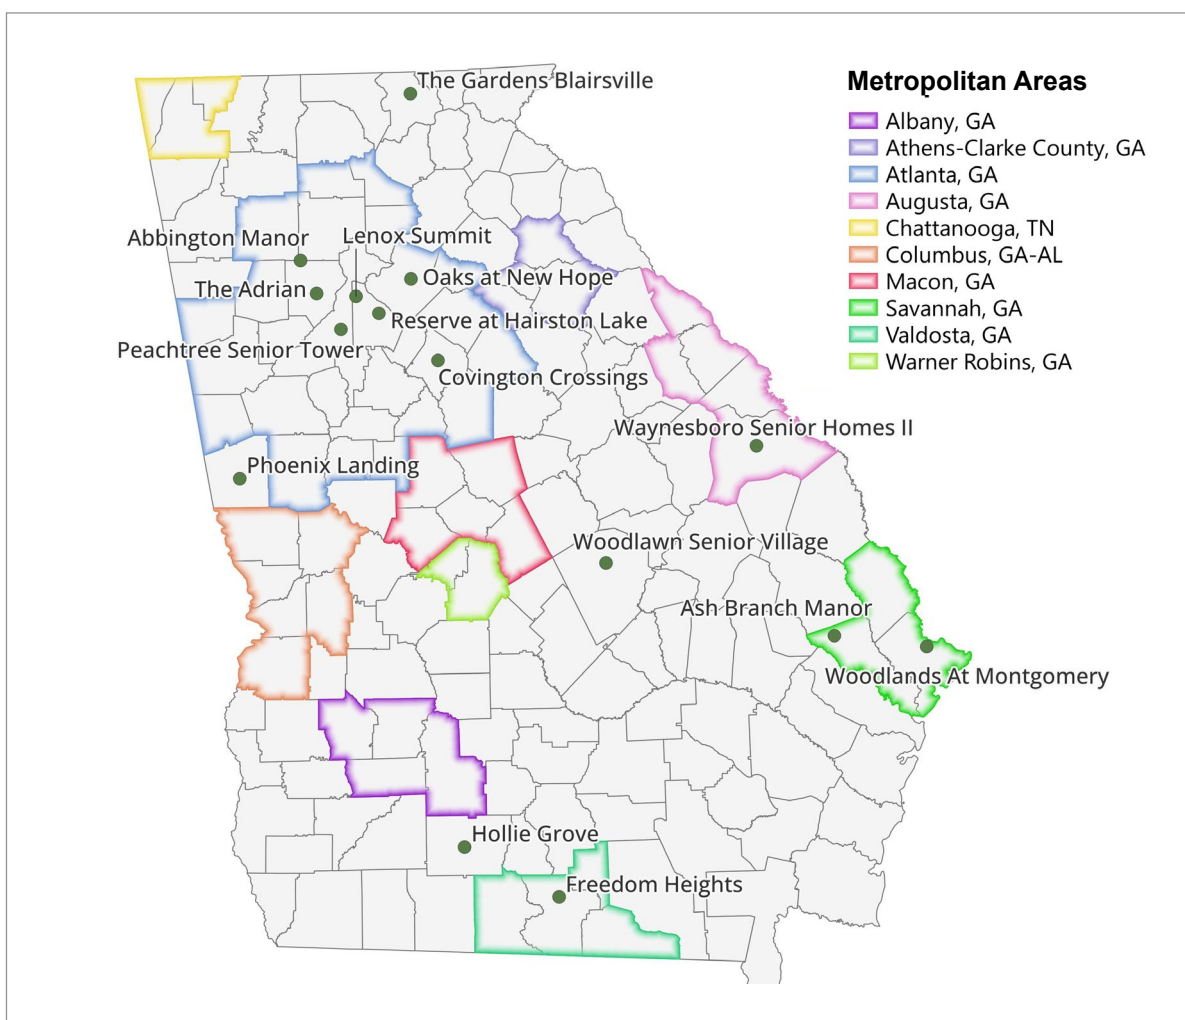 The Gardens Blairsville
Metropolitan Areas
Albany, GA
Athens-Clarke County, GA
Atlanta, GA
Augusta, GA
Chattanooga, TN
Columbus, GA-AL
Macon, GA
Savannah, GA
Valdosta, GA
Warner Robins, GA
Abbington Manor
Lenox Summit
Oaks at New Hope
The Adrian
Reserve at Hairston Lake
Peachtree Senior Tower
Covington Crossings
Waynesboro Senior Homes II
Phoenix Landing
Woodlawn Senior Village
Ash Branch Manor
Woodlands At Montgomery
Hollie Grove
Freedom Heights